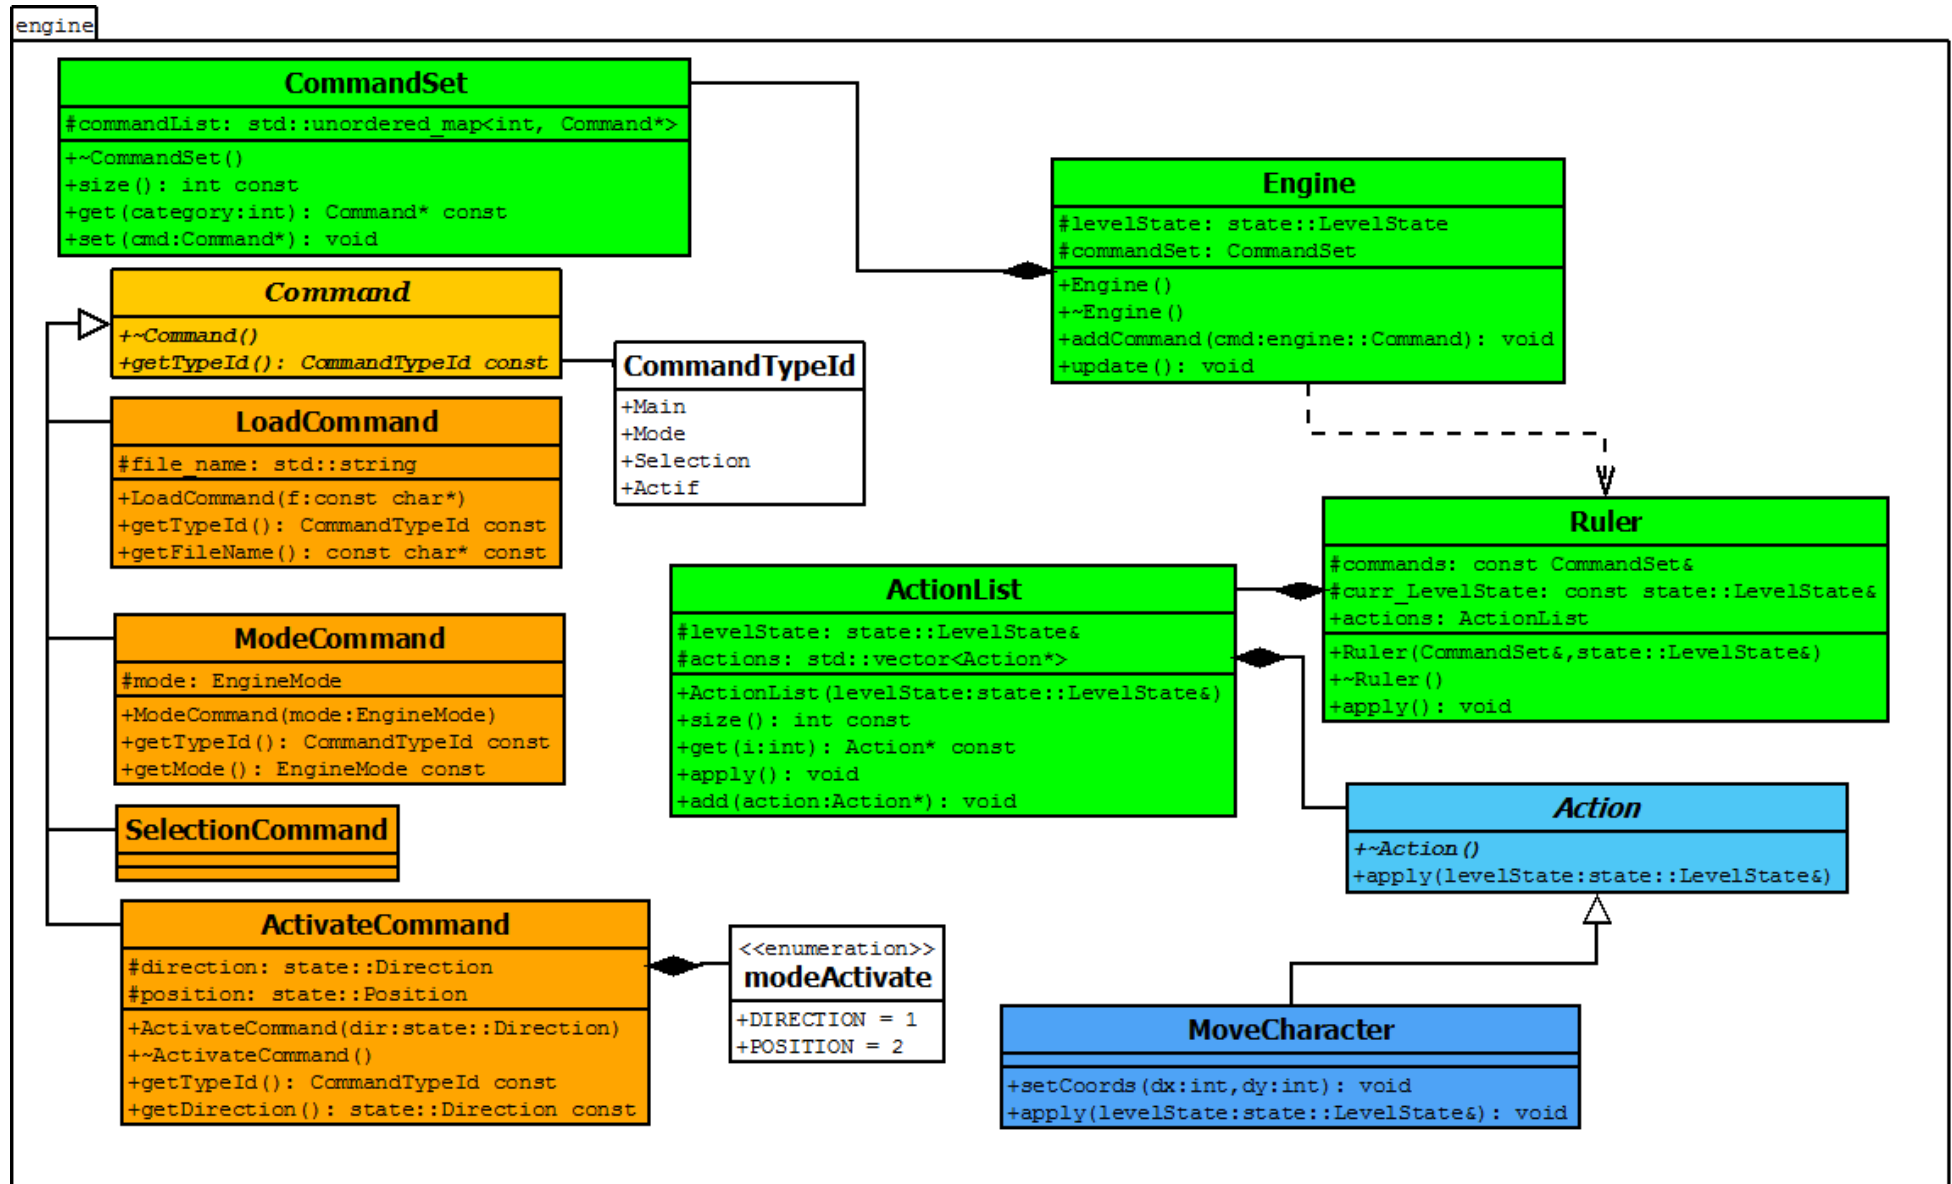 engine
CommandSet
#commandList: std::unordered_map<int, Command*>
+~CommandSet()
+size(): int const
+get(category:int): Command* const
+set(cmd:Command*): void
Command
+~Command()
+getTypeId(): CommandTypeId const
CommandTypeId
+Main
+Mode
+Selection
+Actif
LoadCommand
#file_name: std::string
+LoadCommand(f:const char*)
+getTypeId(): CommandTypeId const
+getFileName(): const char* const
ModeCommand
#mode: EngineMode
+ModeCommand(mode:EngineMode)
+getTypeId(): CommandTypeId const
+getMode(): EngineMode const
SelectionCommand
ActivateCommand
#direction: state::Direction
#position: state::Position
+ActivateCommand(dir:state::Direction)
+~ActivateCommand()
+getTypeId(): CommandTypeId const
+getDirection(): state::Direction const
<<enumeration>>
modeActivate
+DIRECTION = 1
+POSITION = 2
Engine
#levelState: state::LevelState
#commandSet: CommandSet
+Engine()
+~Engine()
+addCommand(cmd:engine::Command): void
+update(): void
Ruler
#commands: const CommandSet&
#curr_LevelState: const state::LevelState&
+actions: ActionList
+Ruler(CommandSet&,state::LevelState&)
+~Ruler()
+apply(): void
ActionList
#levelState: state::LevelState&
#actions: std::vector<Action*>
+ActionList(levelState:state::LevelState&)
+size(): int const
+get(i:int): Action* const
+apply(): void
+add(action:Action*): void
Action
+~Action()
+apply(levelState:state::LevelState&)
MoveCharacter
+setCoords(dx:int,dy:int): void
+apply(levelState:state::LevelState&): void